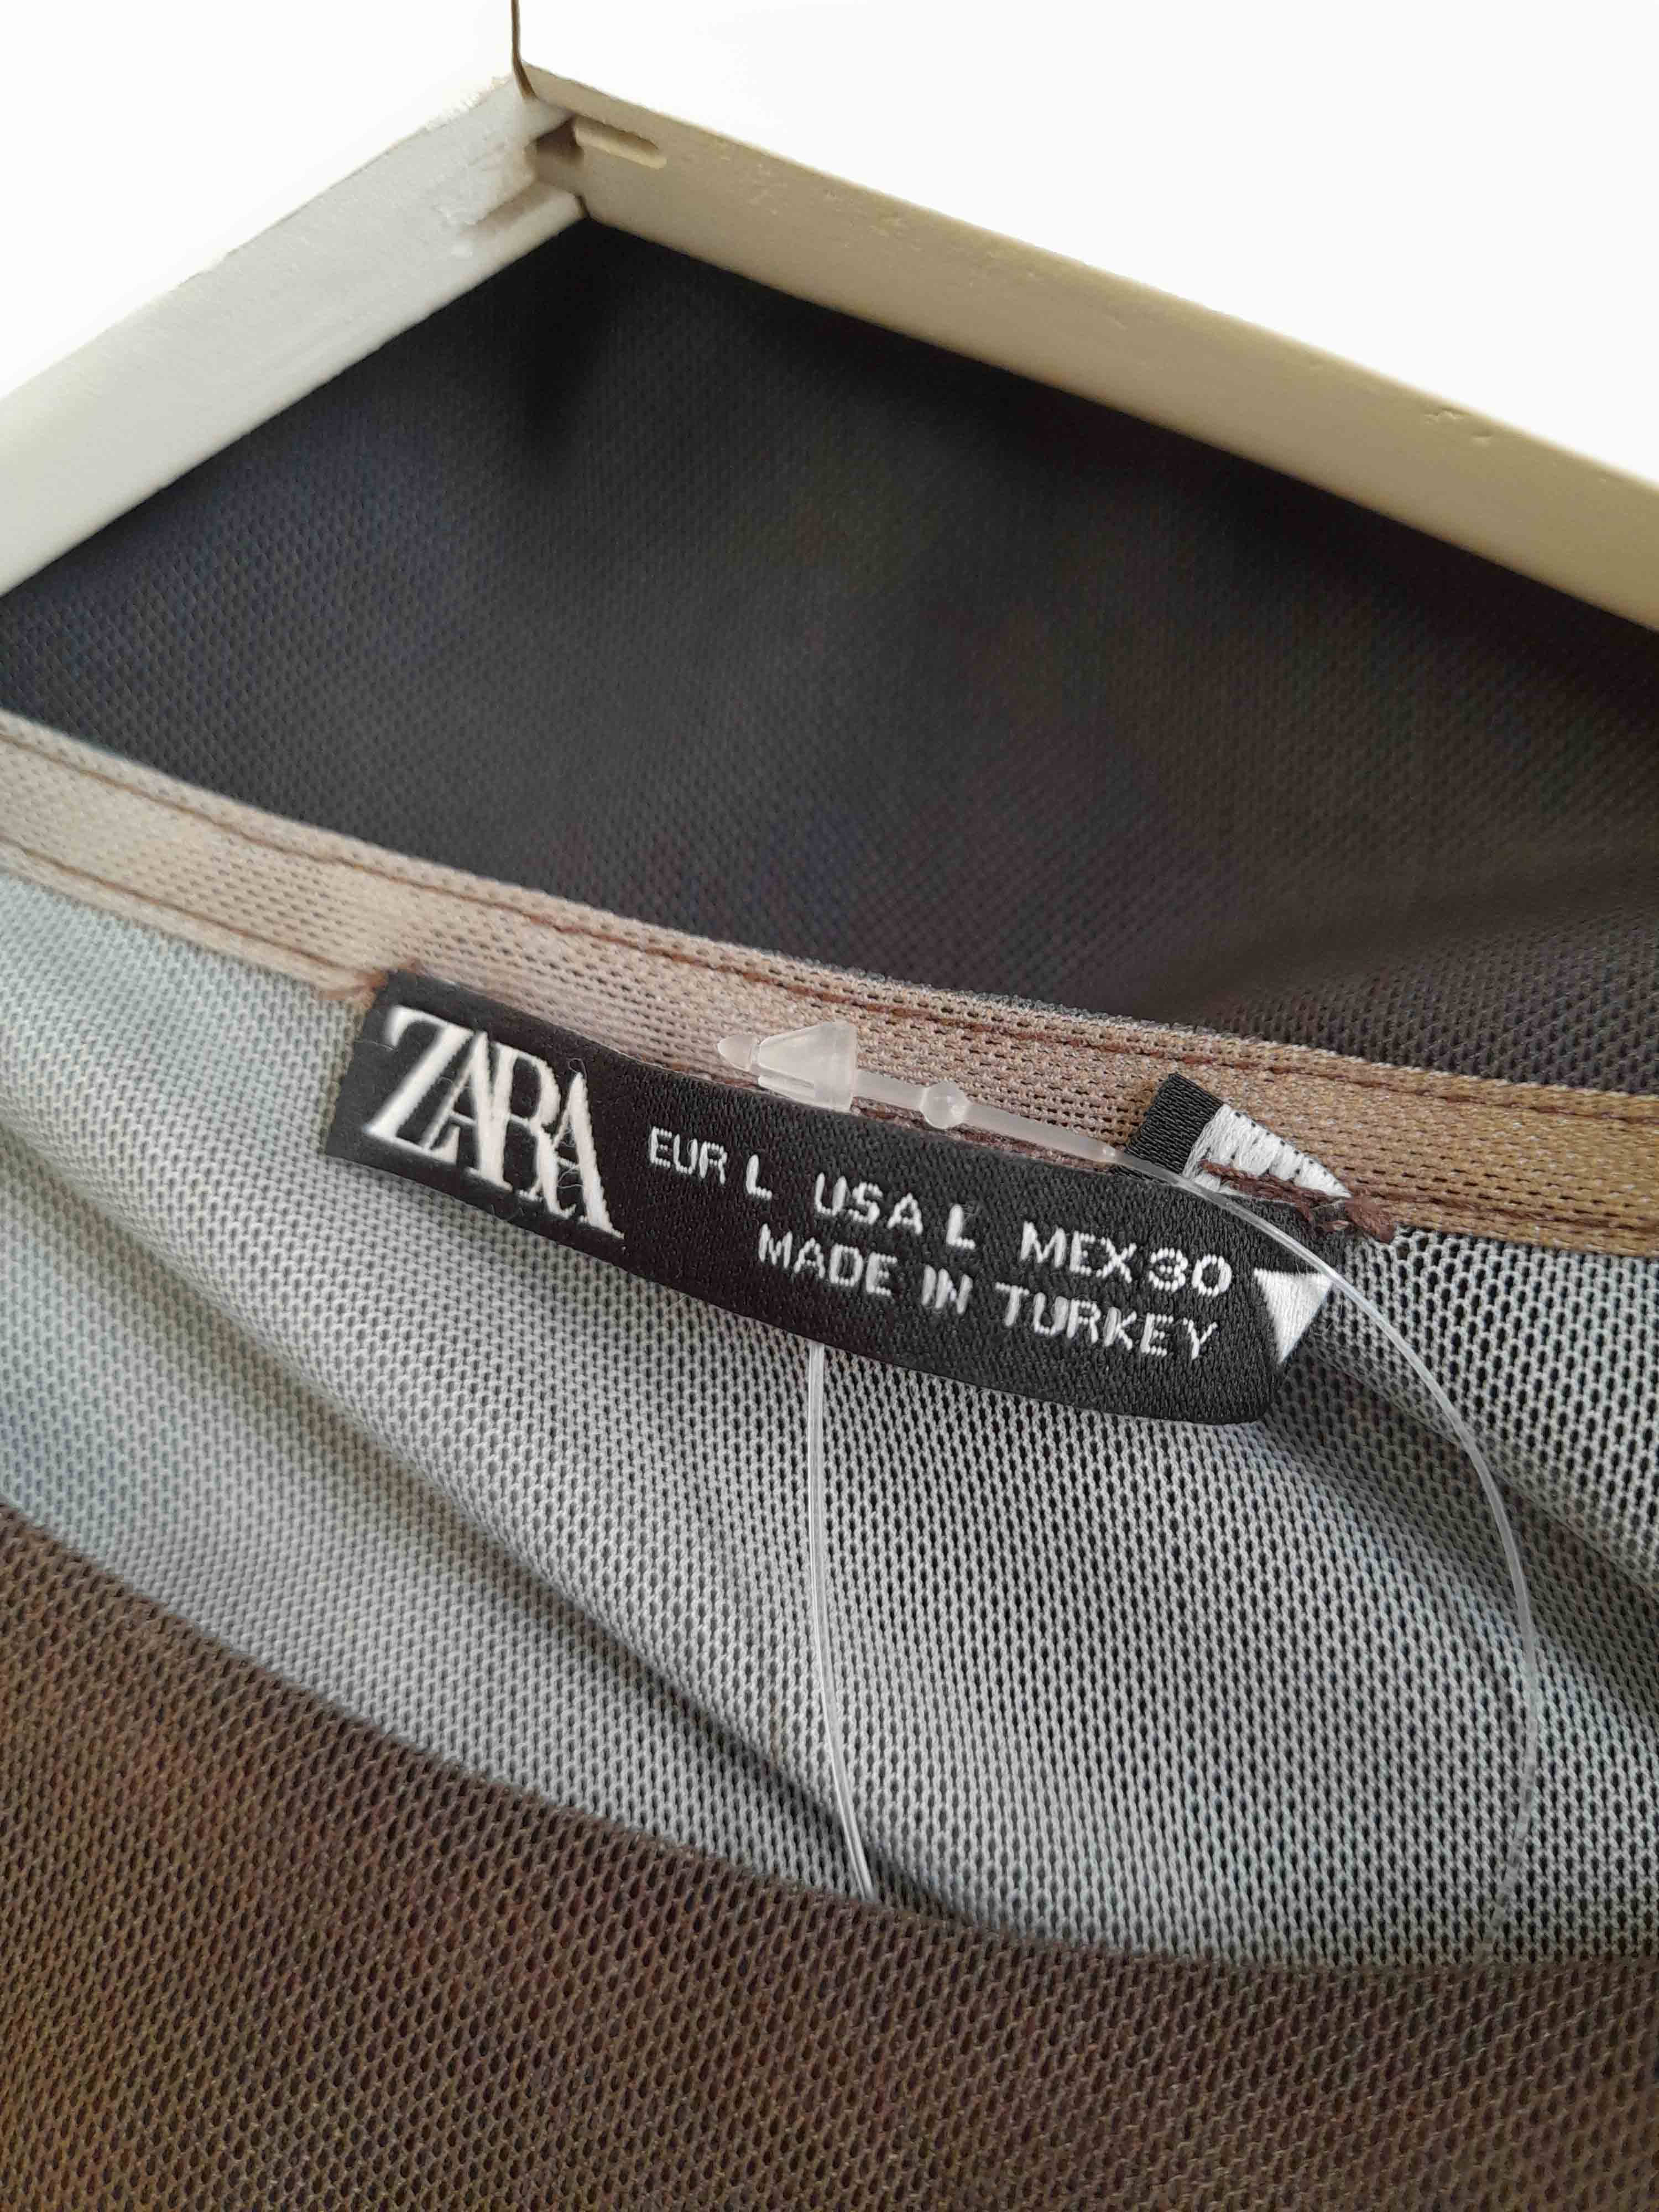 ZARA
EUR L USA L MEX 30
MADE IN TURKEY